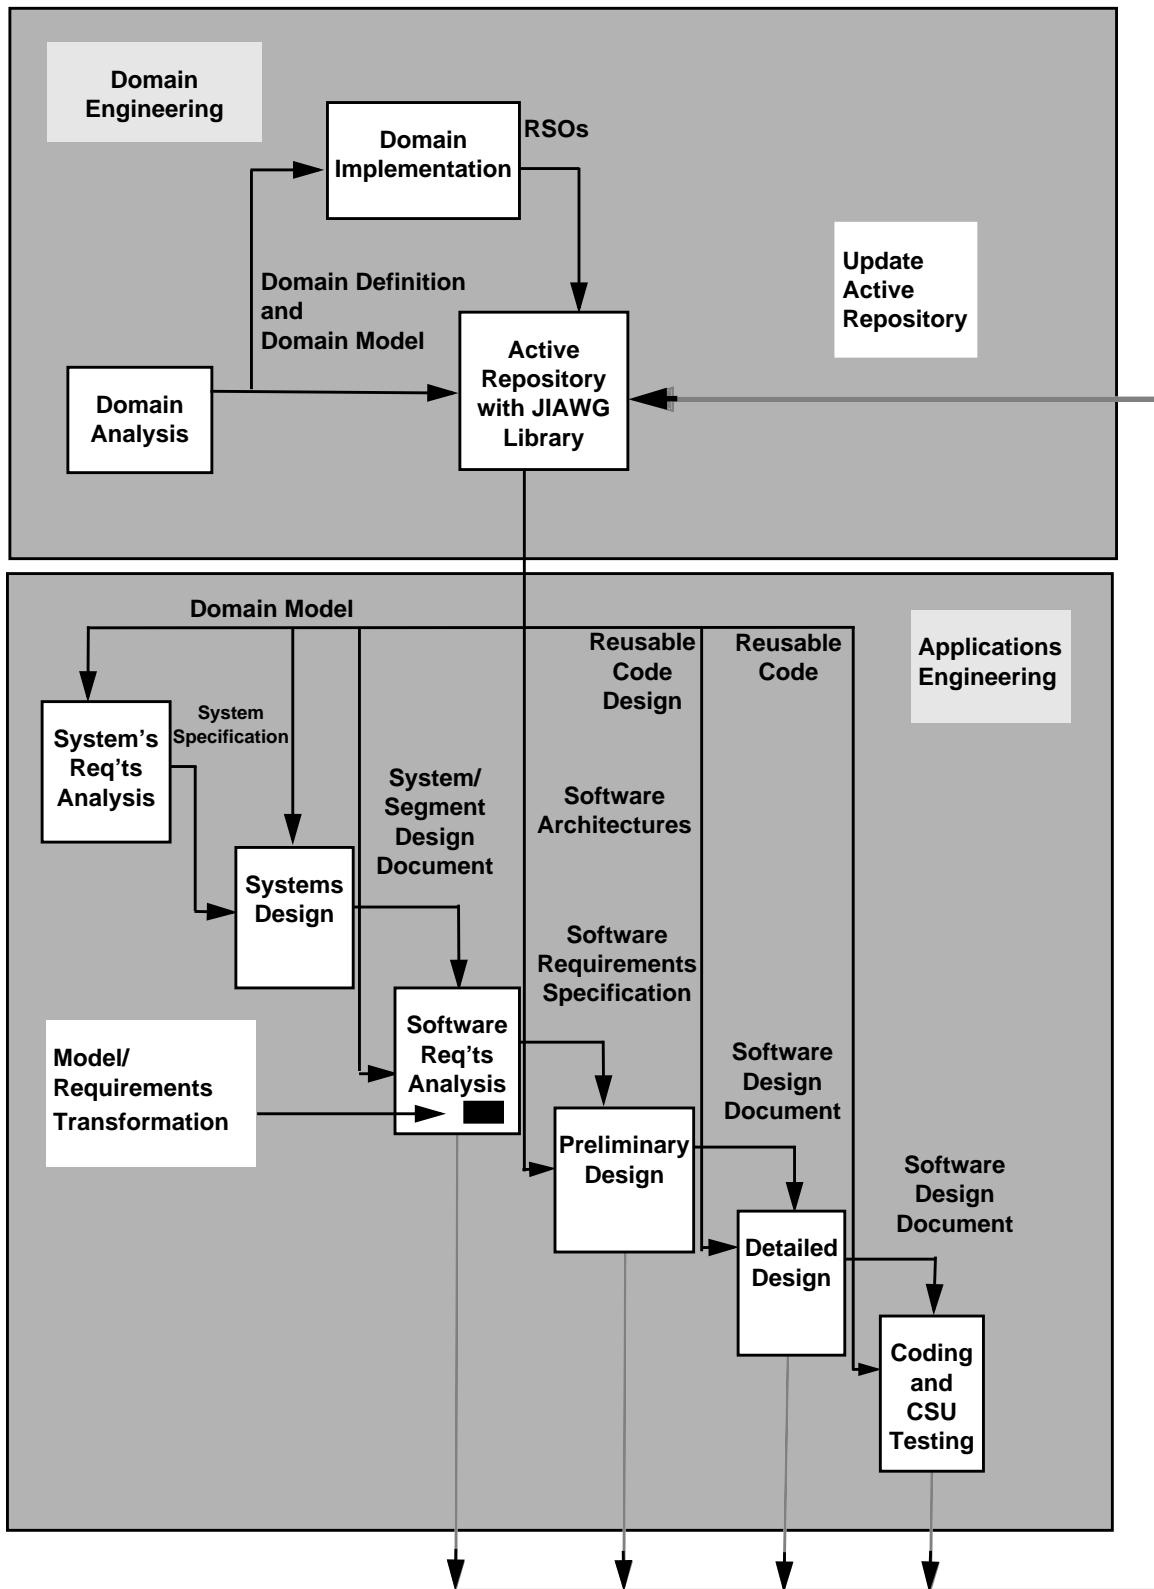 Domain
Engineering
Domain
Implementation
RSOs
Update
Active
Repository
Domain Definition
and
Domain Model
Active
Repository
with JIAWG
Library
Domain
Analysis
Domain Model
Reusable
Code
Design
Reusable
Code
Applications
Engineering
System
Specification
System’s
Req’ts
Analysis
System/
Segment
Design
Document
Software
Architectures
Systems
Design
Software
Requirements
Specification
Software
Req’ts
Analysis
Model/
Requirements
Transformation
Software
Design
Document
Preliminary
Design
Software
Design
Document
Detailed
Design
Coding
and
CSU
Testing